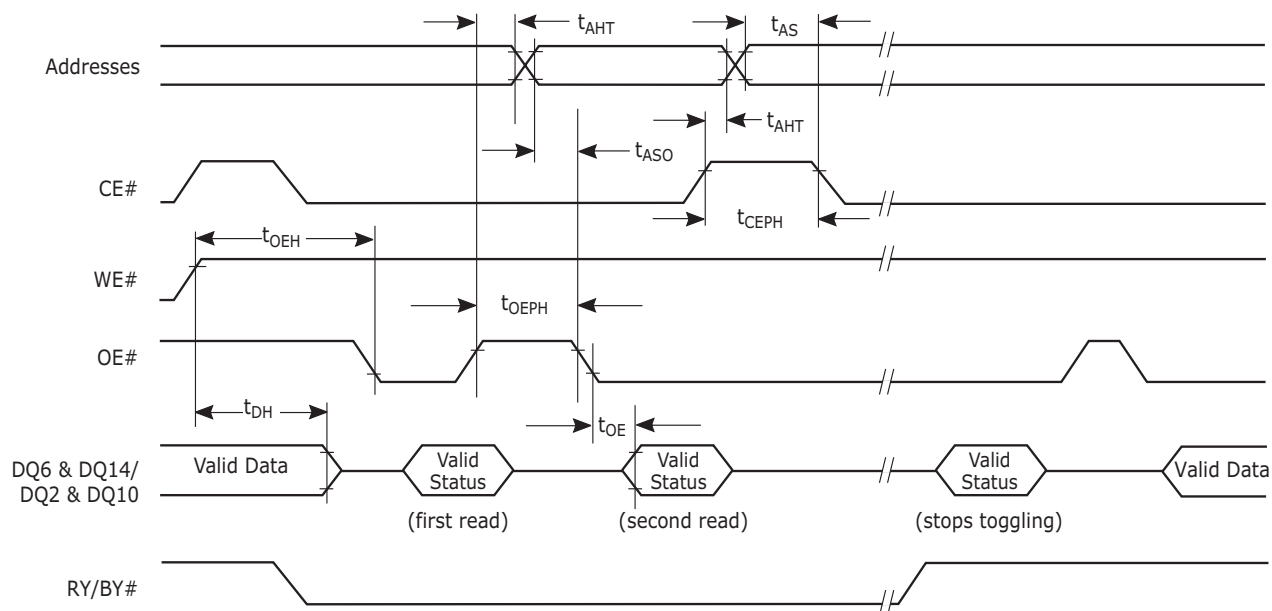 tAHT
tAS
Addresses
tAHT
tASO
CE#
tCEPH
tOEH
WE#
tOEPH
OE#
tDH
tOE
Valid Data
Valid
Status
Valid
Status
Valid
Status
Valid Data
DQ6 & DQ14/
DQ2 & DQ10
(first read)
(second read)
(stops toggling)
RY/BY#